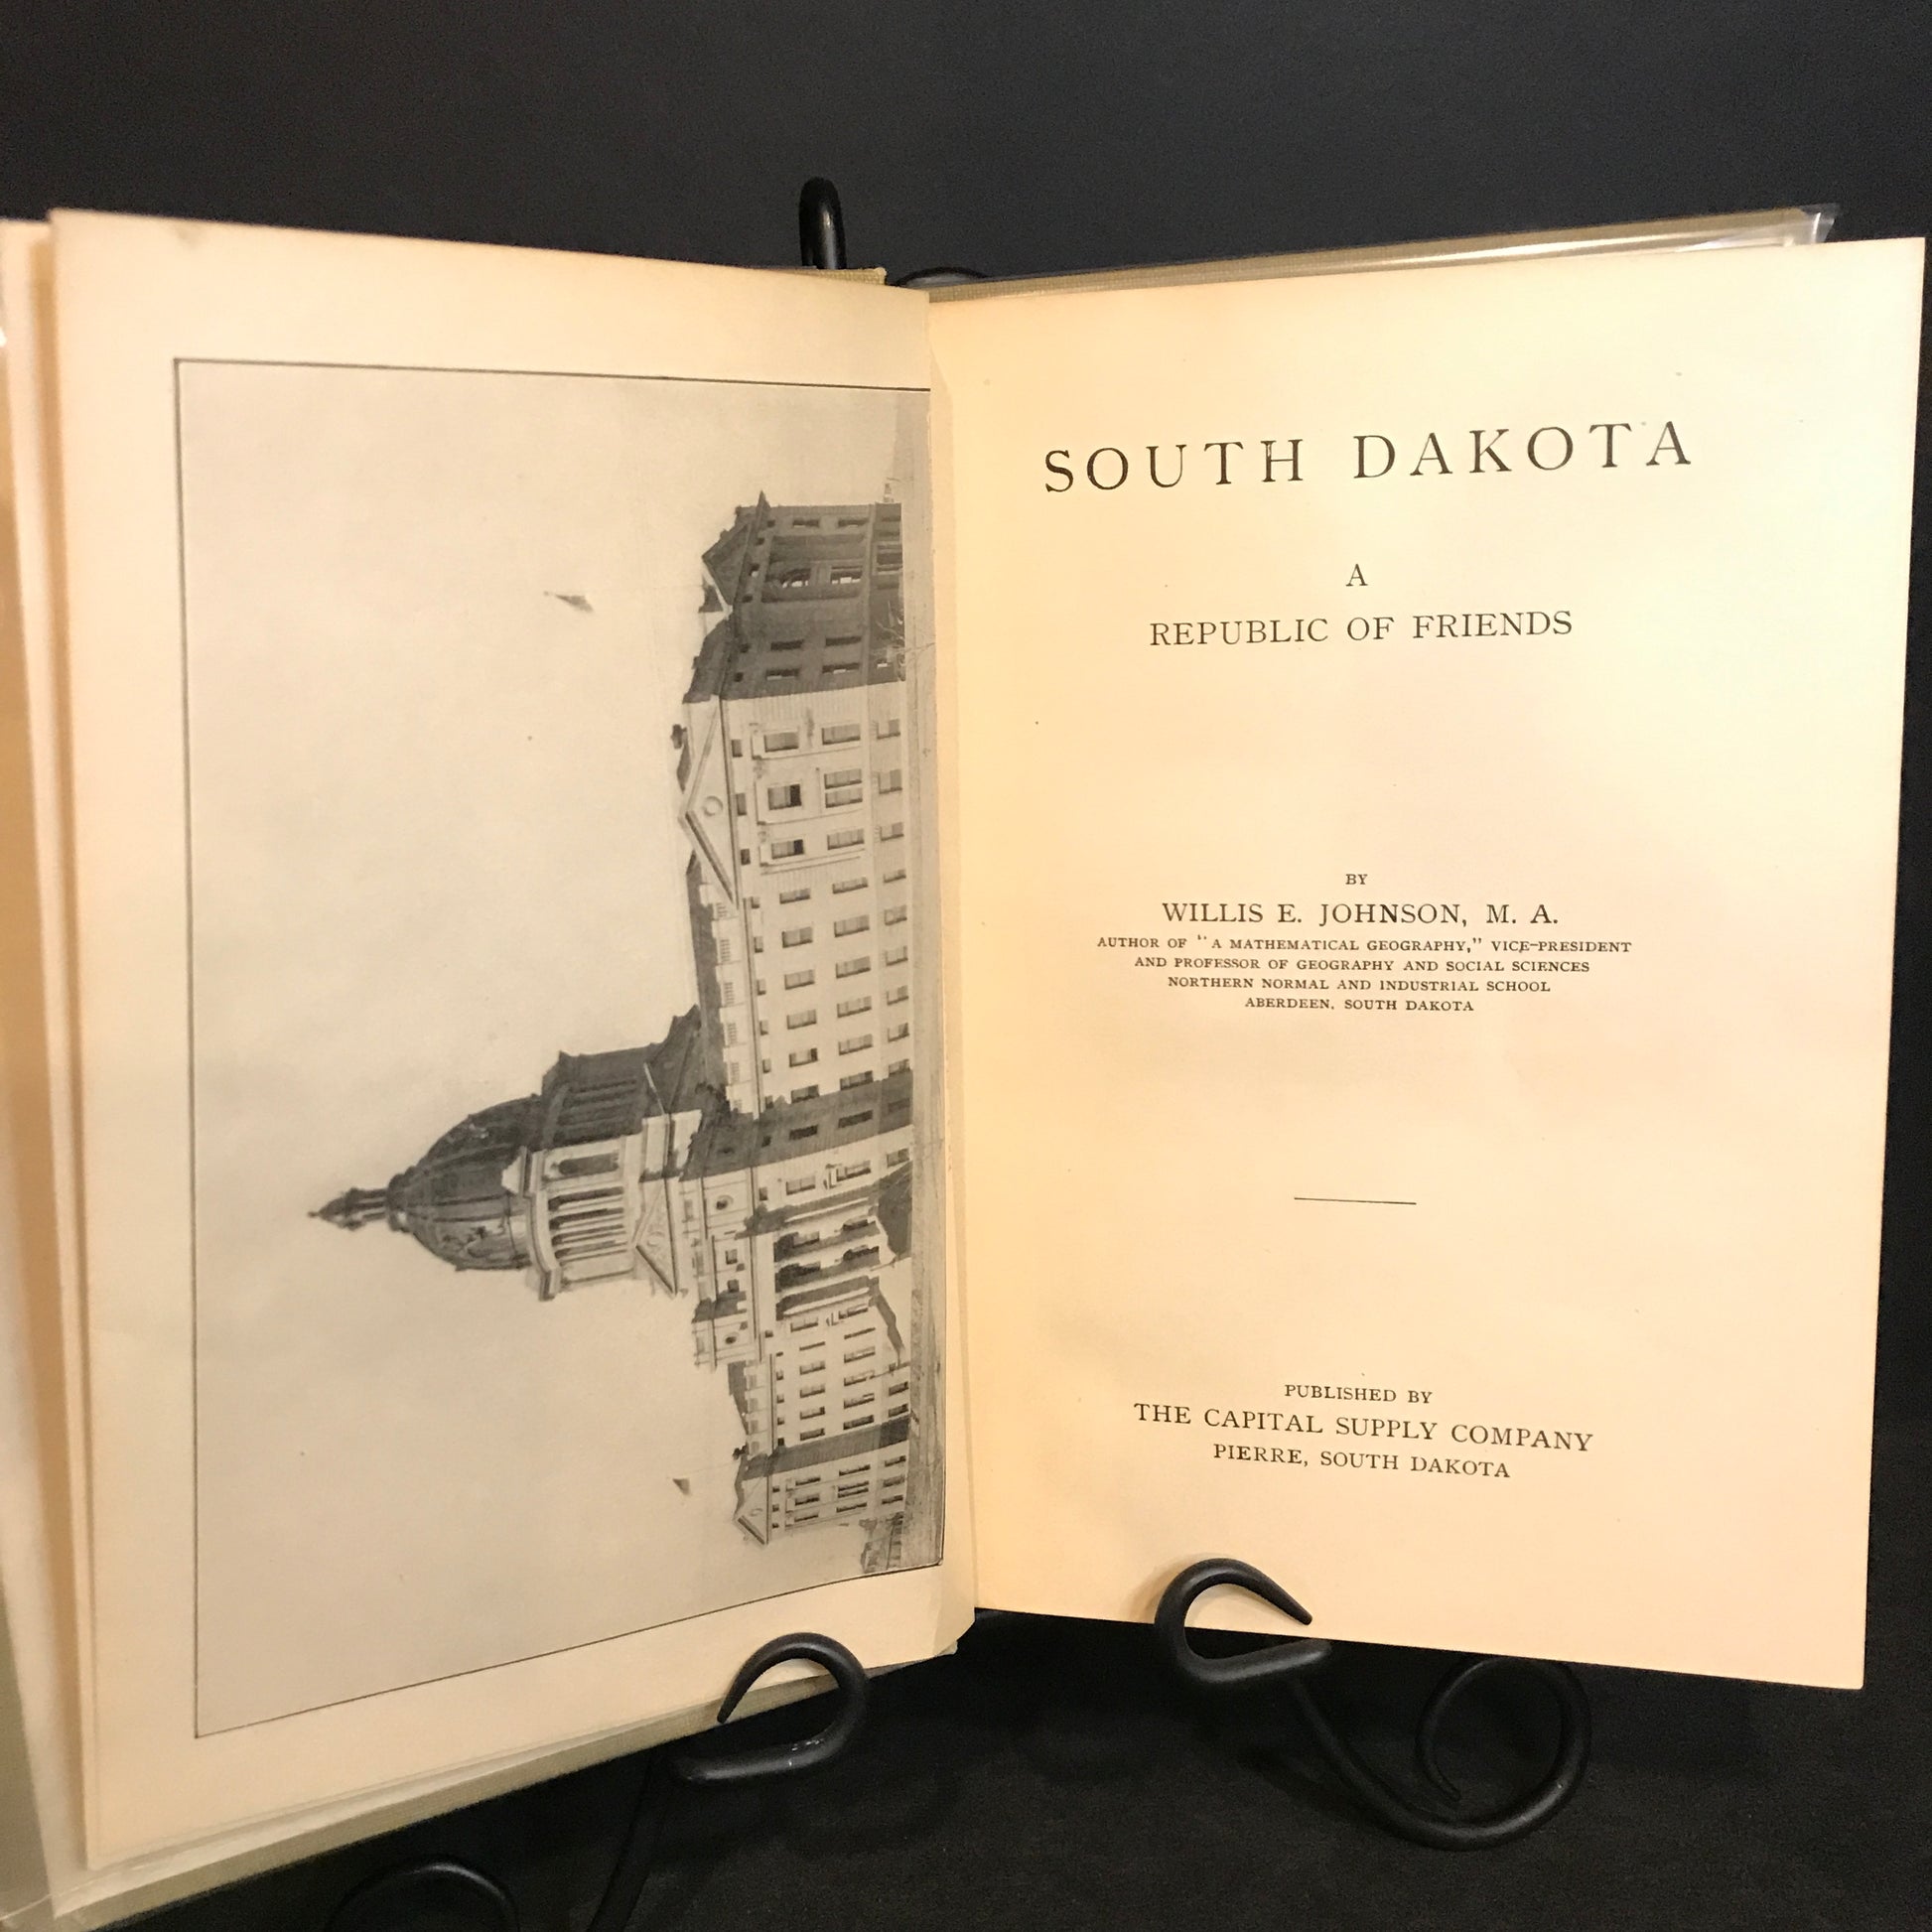 SOUTH DAKOTA
A
REPUBLIC OF FRIENDS
BY
WILLIS E. JOHNSON, M. A.
AUTHOR OF "A MATHEMATICAL GEOGRAPHY," VICE-PRESIDENT
AND PROFESSOR OF GEOGRAPHY AND SOCIAL SCIENCES
NORTHERN NORMAL AND INDUSTRIAL SCHOOL
ABERDEEN, SOUTH DAKOTA
PUBLISHED BY
THE CAPITAL SUPPLY COMPANY
PIERRE, SOUTH DAKOTA